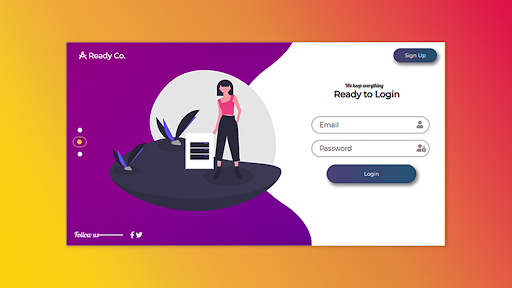 Ready Co.
Sign Up
We keep everything
Ready to Login
Email
Password
Login
Follow us